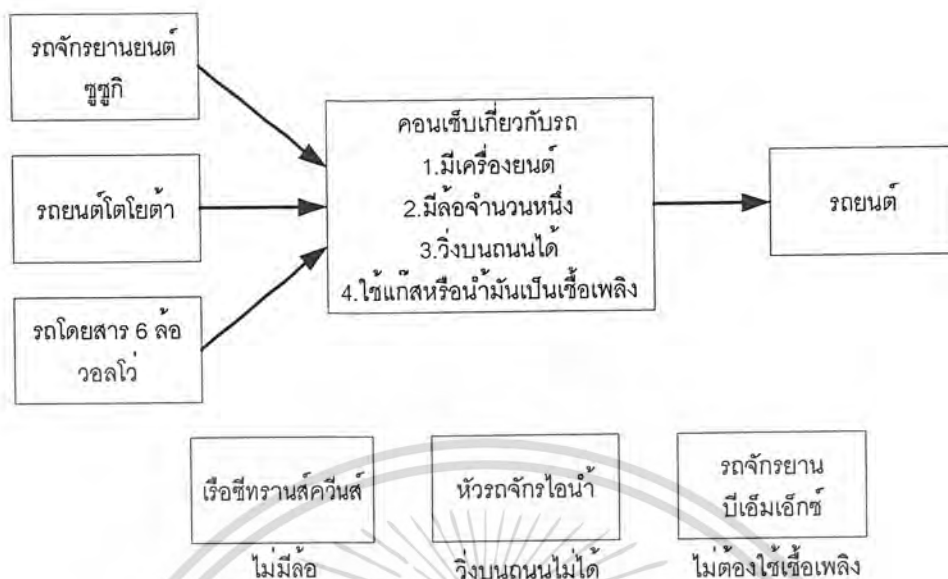 รถจักรยานยนต์
ซูซูกิ
รถยนต์โตโยต้า
รถโดยสาร 6 ล้อ
วอลโว่
คอนเซ็บเกี่ยวกับรถ
1.มีเครื่องยนต์
2.มีล้อจำนวนหนึ่ง
3.วิ่งบนถนนได้
4.ใช้แก๊สหรือน้ำมันเป็นเชื้อเพลิง
รถยนต์
เรือซีทรานส์ควีนส์
ไม่มีล้อ
หัวรถจักรไอน้ำ
วิ่งบนถนนไม่ได้
รถจักรยาน
บีเอ็มเอ็กซ์
ไม่ต้องใช้เชื้อเพลิง